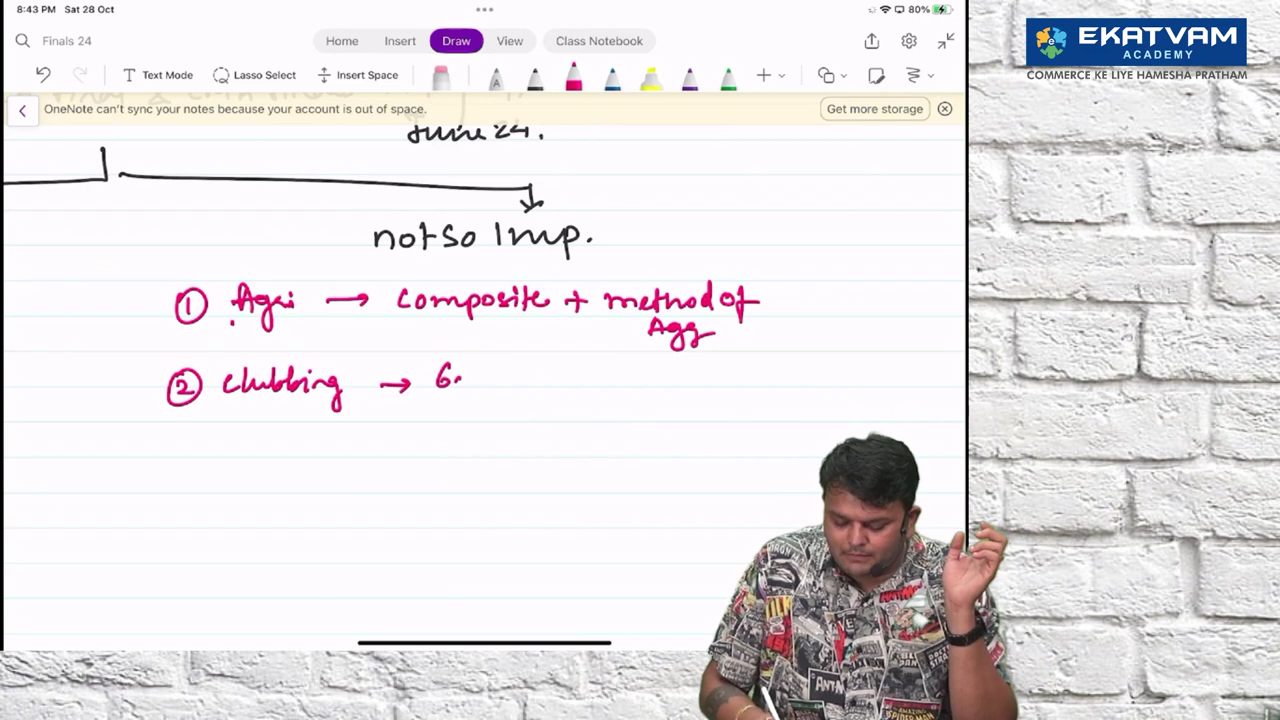 8:43 PM Sat 28 Oct
80%
Finals 24
Home Insert Draw View Class Notebook
Text Mode Lasso Select Insert Space
OneNote can't sync your notes because your account is out of space.
Get more storage
June 24.
not so Imp.
① Agri → composite + method of
Agg
② Clubbing → 6.
EKATVAM
ACADEMY
COMMERCE KE LIYE HAMESHA PRATHAM